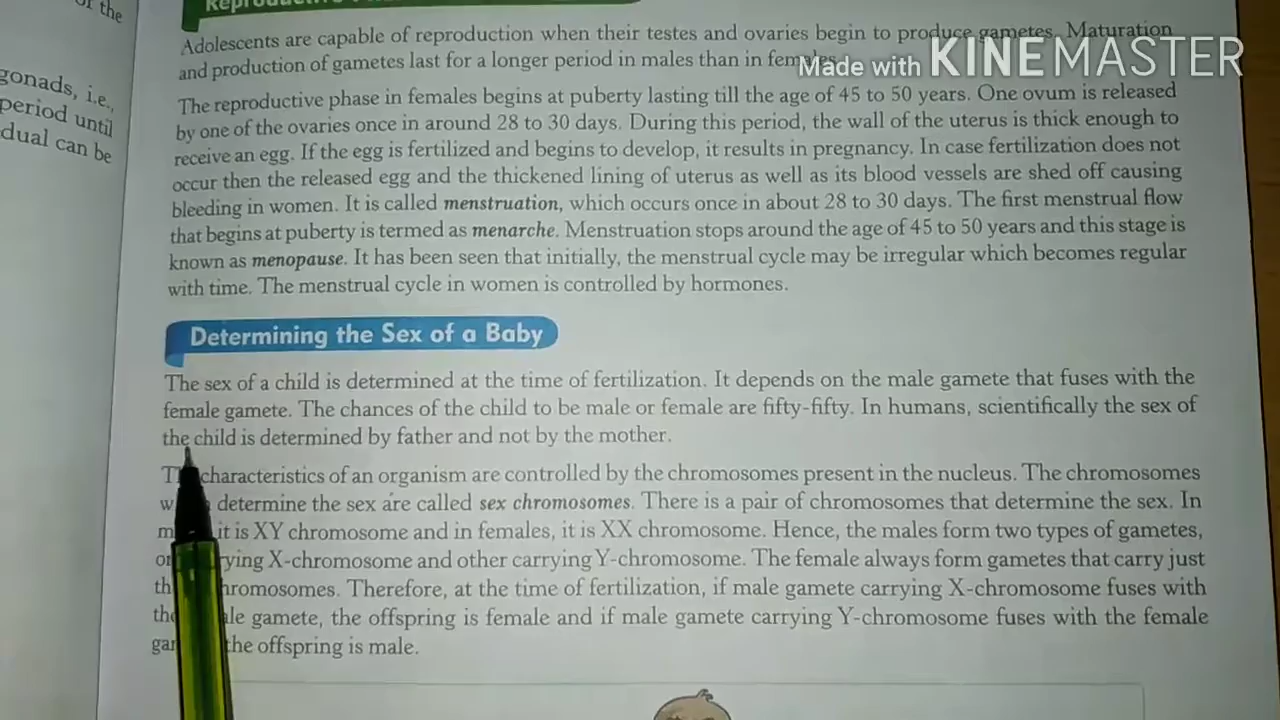 of the
gonads, i.e.,
period until
dual can be
Adolescents are capable of reproduction when their testes and ovaries begin to produce gametes. Maturation
and production of gametes last for a longer period in males than in females.
Made with KINEMASTER
The reproductive phase in females begins at puberty lasting till the age of 45 to 50 years. One ovum is released
by one of the ovaries once in around 28 to 30 days. During this period, the wall of the uterus is thick enough to
receive an egg. If the egg is fertilized and begins to develop, it results in pregnancy. In case fertilization does not
occur then the released egg and the thickened lining of uterus as well as its blood vessels are shed off causing
bleeding in women. It is called menstruation, which occurs once in about 28 to 30 days. The first menstrual flow
that begins at puberty is termed as menarche. Menstruation stops around the age of 45 to 50 years and this stage is
known as menopause. It has been seen that initially, the menstrual cycle may be irregular which becomes regular
with time. The menstrual cycle in women is controlled by hormones.
Determining the Sex of a Baby
The sex of a child is determined at the time of fertilization. It depends on the male gamete that fuses with the
female gamete. The chances of the child to be male or female are fifty-fifty. In humans, scientifically the sex of
the child is determined by father and not by the mother.
characteristics of an organism are controlled by the chromosomes present in the nucleus. The chromosomes
determine the sex are called sex chromosomes. There is a pair of chromosomes that determine the sex. In
it is XY chromosome and in females, it is XX chromosome. Hence, the males form two types of gametes,
X-chromosome and other carrying Y-chromosome. The female always form gametes that carry just
Therefore, at the time of fertilization, if male gamete carrying X-chromosome fuses with
gamete, the offspring is female and if male gamete carrying Y-chromosome fuses with the female
the offspring is male.